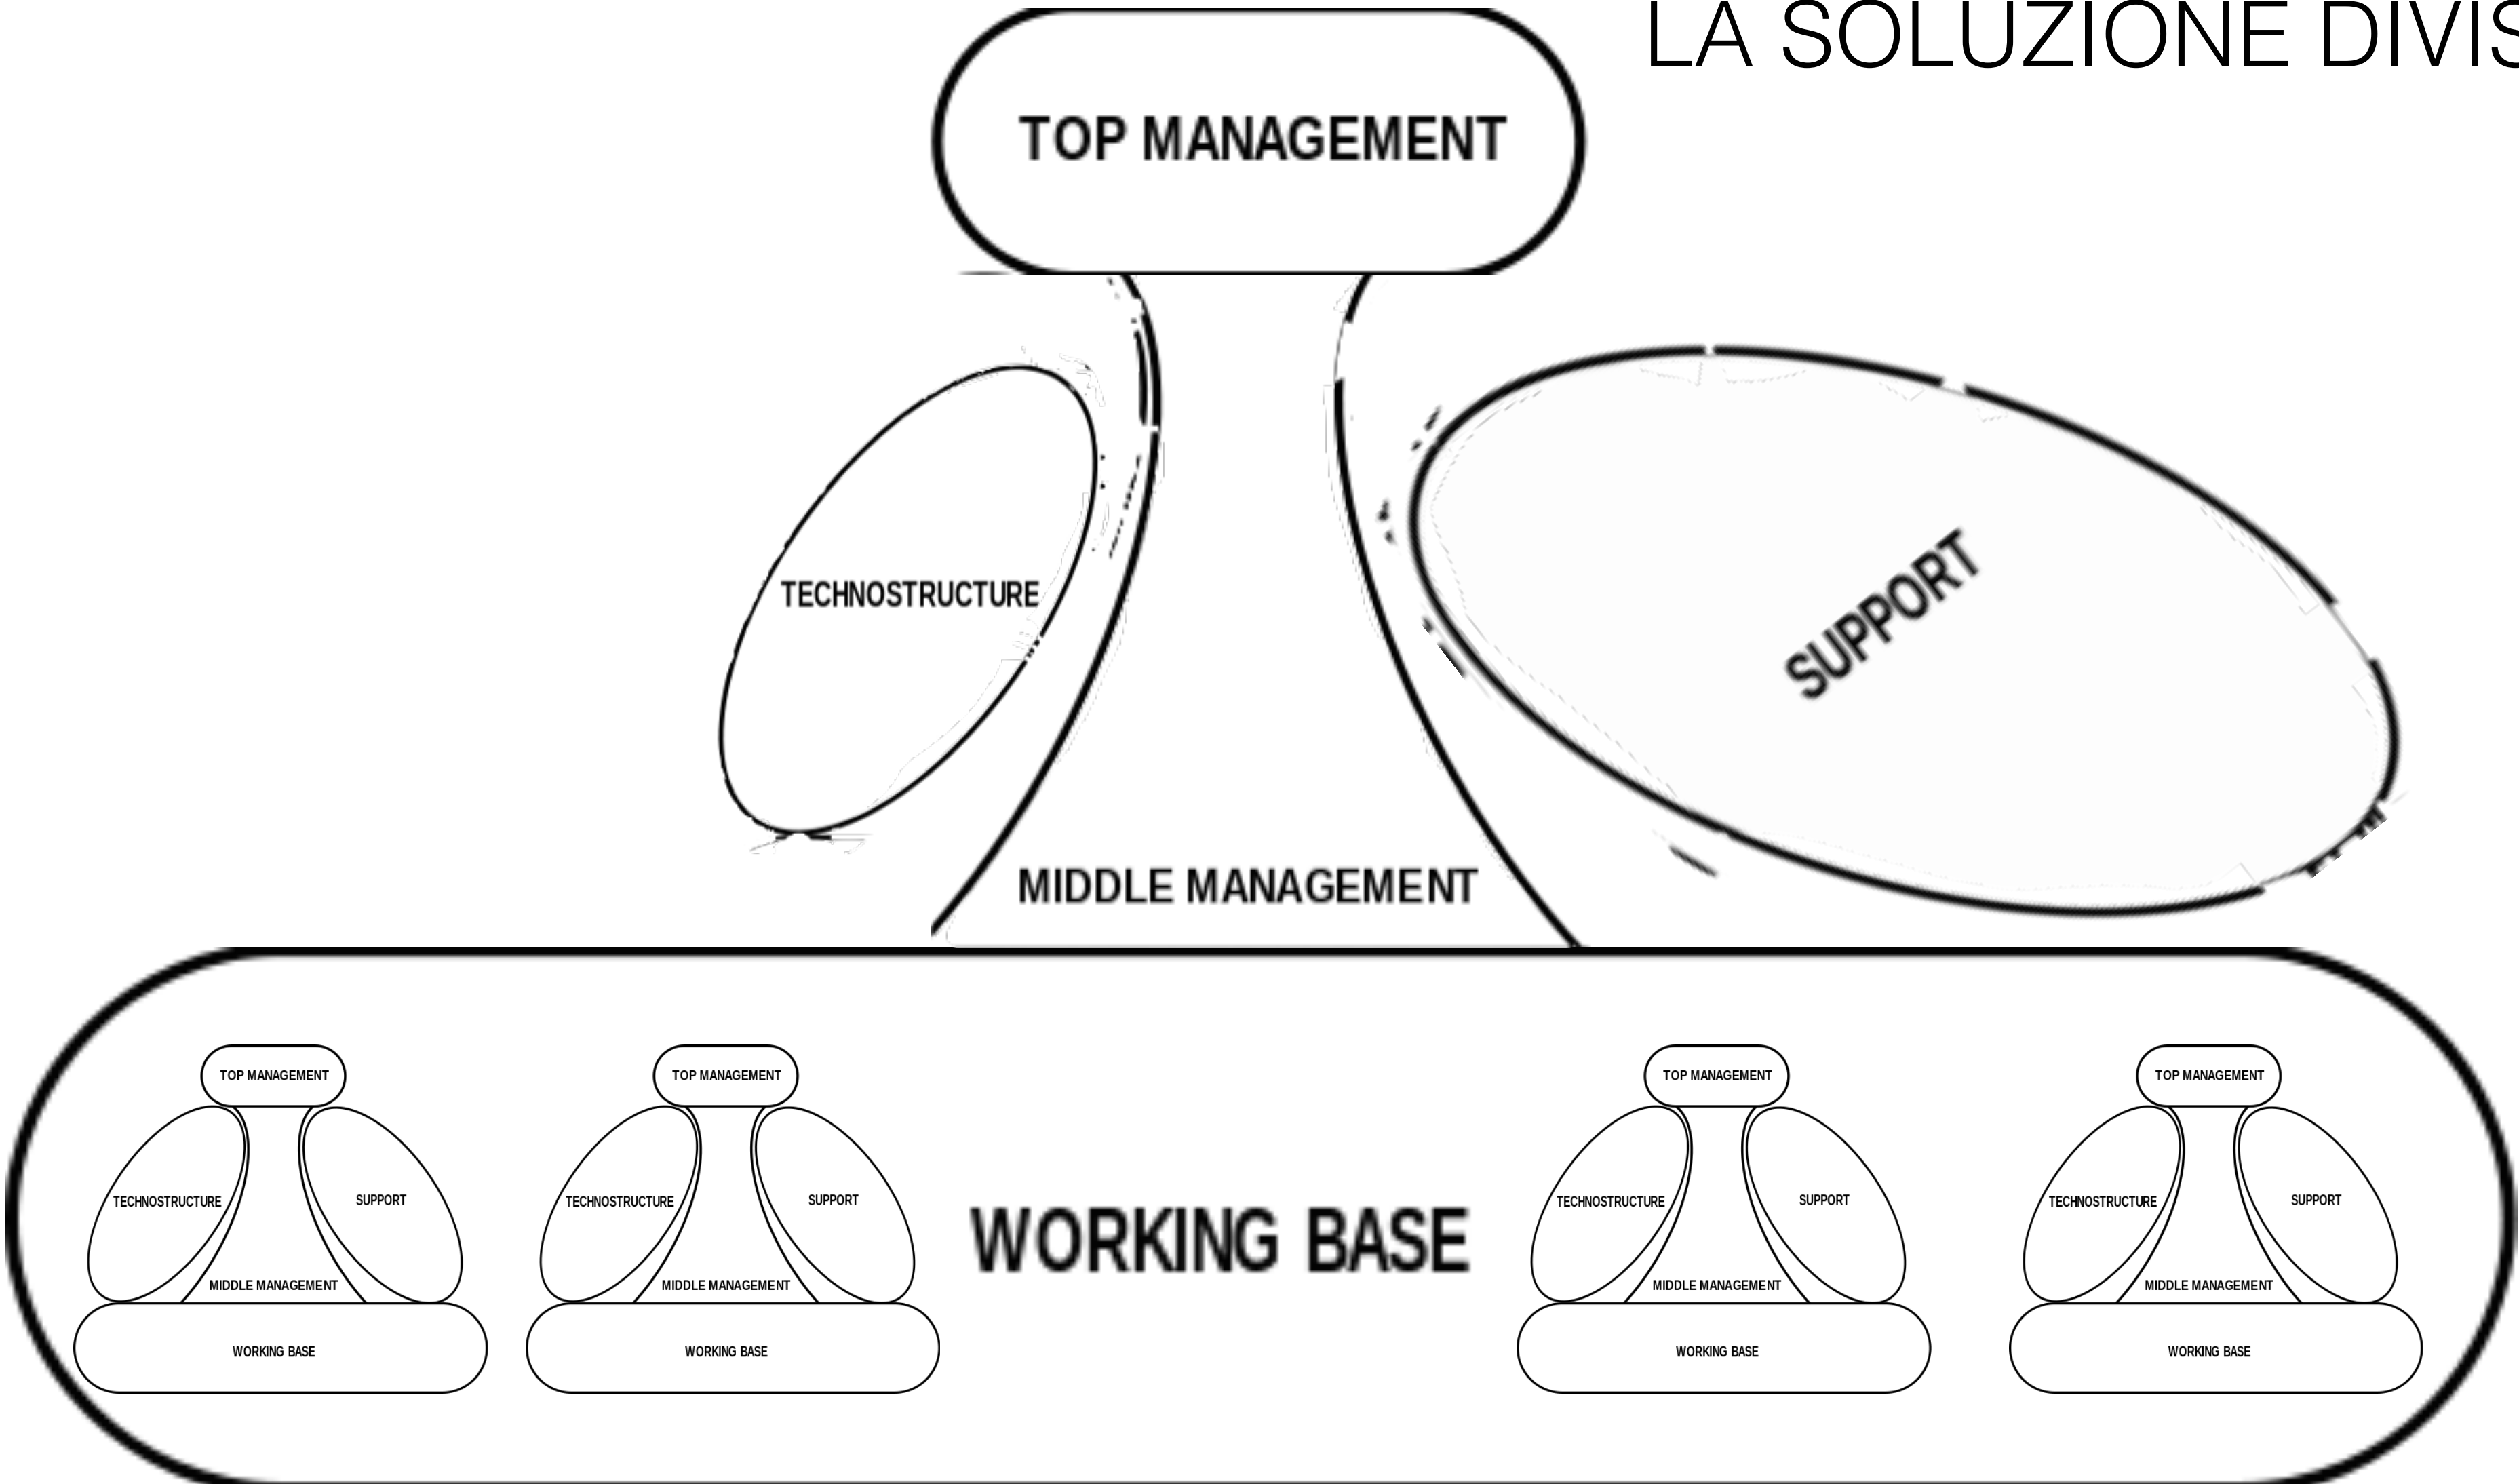 LA SOLUZIONE DIVIS
TOP MANAGEMENT
TECHNOSTRUCTURE
SUPPORT
MIDDLE MANAGEMENT
WORKING BASE
TOP MANAGEMENT
TECHNOSTRUCTURE
SUPPORT
MIDDLE MANAGEMENT
WORKING BASE
TOP MANAGEMENT
TECHNOSTRUCTURE
SUPPORT
MIDDLE MANAGEMENT
WORKING BASE
TOP MANAGEMENT
TECHNOSTRUCTURE
SUPPORT
MIDDLE MANAGEMENT
WORKING BASE
TOP MANAGEMENT
TECHNOSTRUCTURE
SUPPORT
MIDDLE MANAGEMENT
WORKING BASE